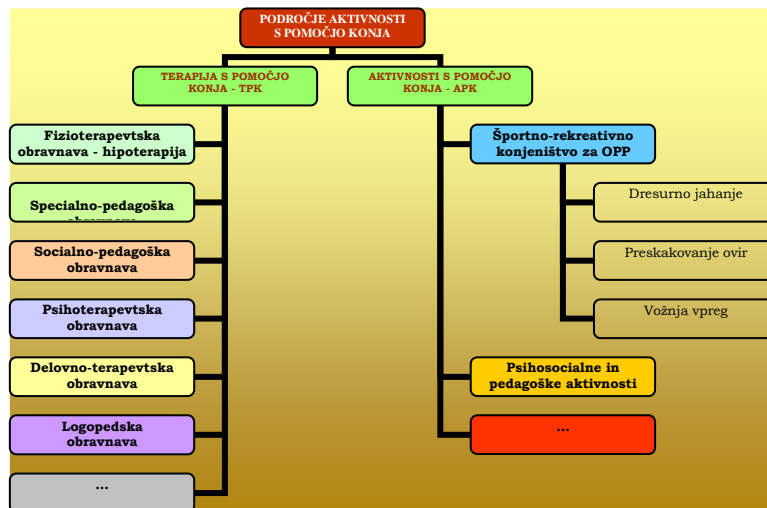 PODROČJE AKTIVNOSTI
S POMOČJO KONJA
TERAPIJA S POMOČJO
KONJA - TPK
AKTIVNOSTI S POMOČJO
KONJA - APK
Fizioterapevtska
obravnava - hipoterapija
Specialno-pedagoška
obravnava
Socialno-pedagoška
obravnava
Psihoterapevtska
obravnava
Delovno-terapevtska
obravnava
Logopedska
obravnava
...
Športno-rekreativno
konjeništvo za OPP
Dresurno jahanje
Preskakovanje ovir
Vožnja vpreg
Psihosocialne in
pedagoške aktivnosti
...